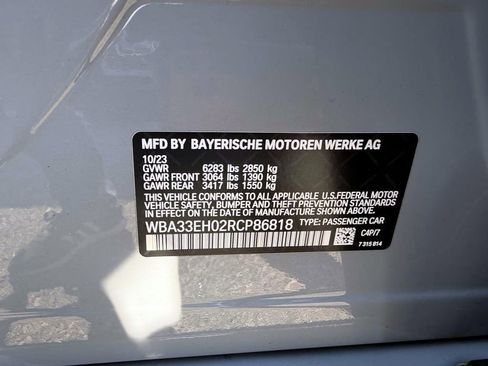 MFD BY BAYERISCHE MOTOREN WERKE AG
10/23
GVWR 6283 lbs 2850 kg
GAWR FRONT 3064 lbs 1390 kg
GAWR REAR 3417 lbs 1550 kg
THIS VEHICLE CONFORMS TO ALL APPLICABLE U.S.FEDERAL MOTOR
VEHICLE SAFETY, BUMPER AND THEFT PREVENTION STANDARDS
IN EFFECT ON THE DATE OF MANUFACTURE SHOWN ABOVE.
WBA33EH02RCP86818 TYPE: PASSENGER CAR
C4P/7
7 315 814